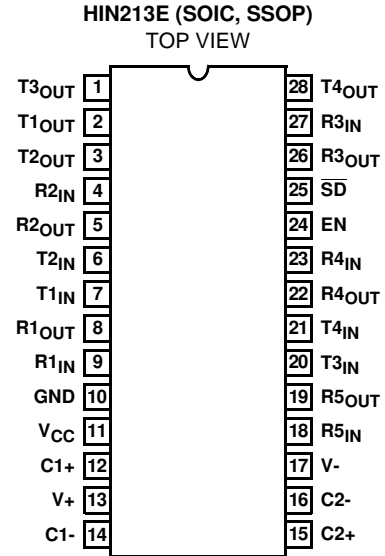 HIN213E (SOIC, SSOP)
TOP VIEW
T3OUT 1 28 T4OUT
T1OUT 2 27 R3IN
T2OUT 3 26 R3OUT
R2IN 4 25 S̅D̅
R2OUT 5 24 EN
T2IN 6 23 R4IN
T1IN 7 22 R4OUT
R1OUT 8 21 T4IN
R1IN 9 20 T3IN
GND 10 19 R5OUT
VCC 11 18 R5IN
C1+ 12 17 V-
V+ 13 16 C2-
C1- 14 15 C2+